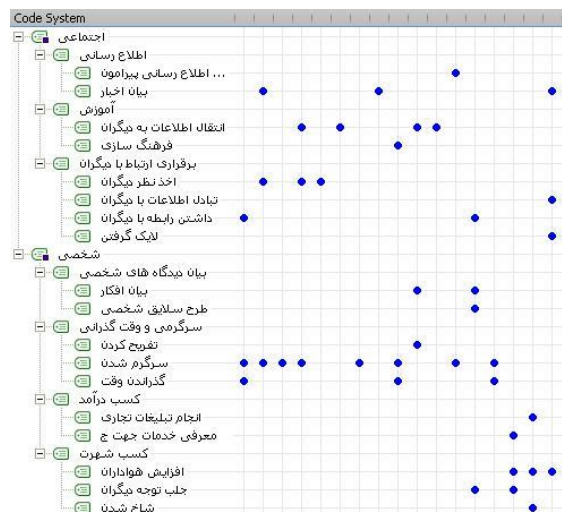 Code System
اجتماعی
اطلاع رسانی
اطلاع رسانی پیرامون ...
بیان اخبار
آموزش
انتقال اطلاعات به دیگران
فرهنگ سازی
برقراری ارتباط با دیگران
اخذ نظر دیگران
تبادل اطلاعات با دیگران
داشتن رابطه با دیگران
لایک گرفتن
شخصی
بیان دیدگاه های شخصی
بیان افکار
طرح سلایق شخصی
سرگرمی و وقت گذرانی
تفریح کردن
سرگرم شدن
گذراندن وقت
کسب درآمد
انجام تبلیغات تجاری
معرفی خدمات جهت ج
کسب شهرت
افزایش هواداران
جلب توجه دیگران
شاخ شدن